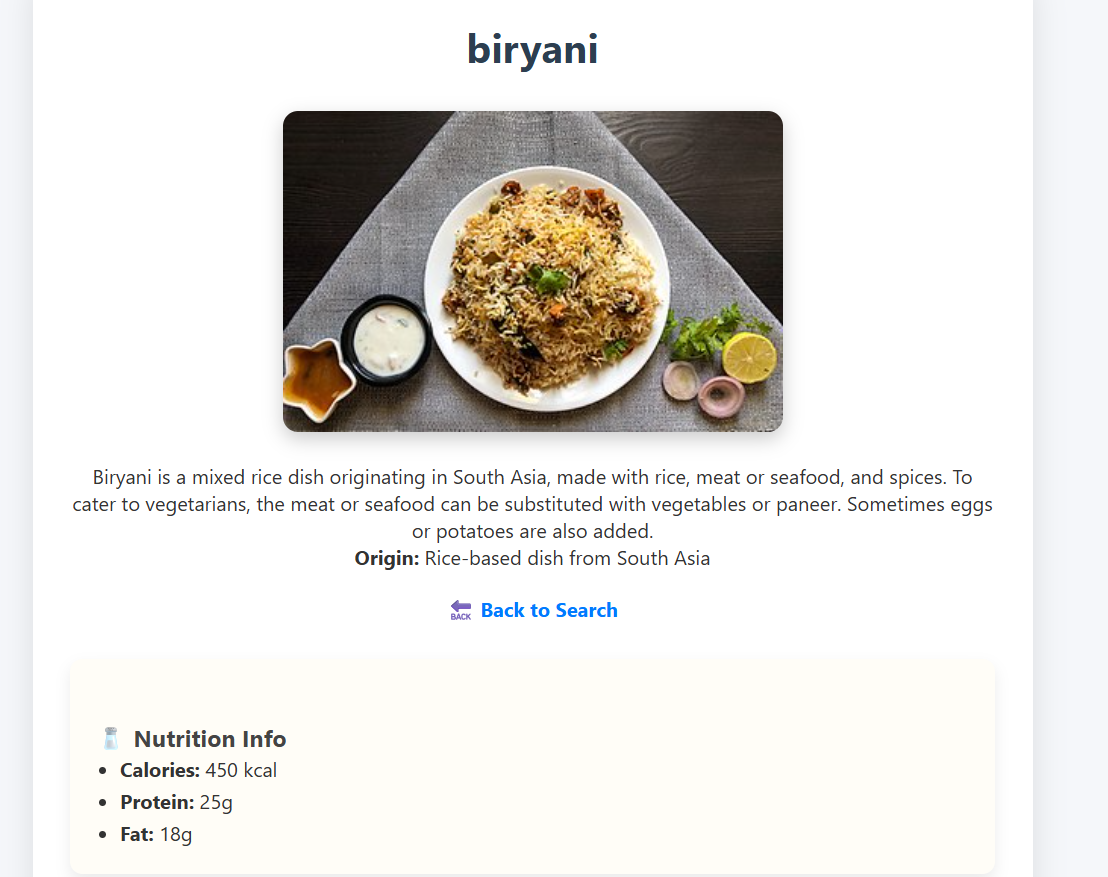 biryani
Biryani is a mixed rice dish originating in South Asia, made with rice, meat or seafood, and spices. To
cater to vegetarians, the meat or seafood can be substituted with vegetables or paneer. Sometimes eggs
or potatoes are also added.
Origin: Rice-based dish from South Asia
BACK Back to Search
Nutrition Info
Calories: 450 kcal
Protein: 25g
Fat: 18g